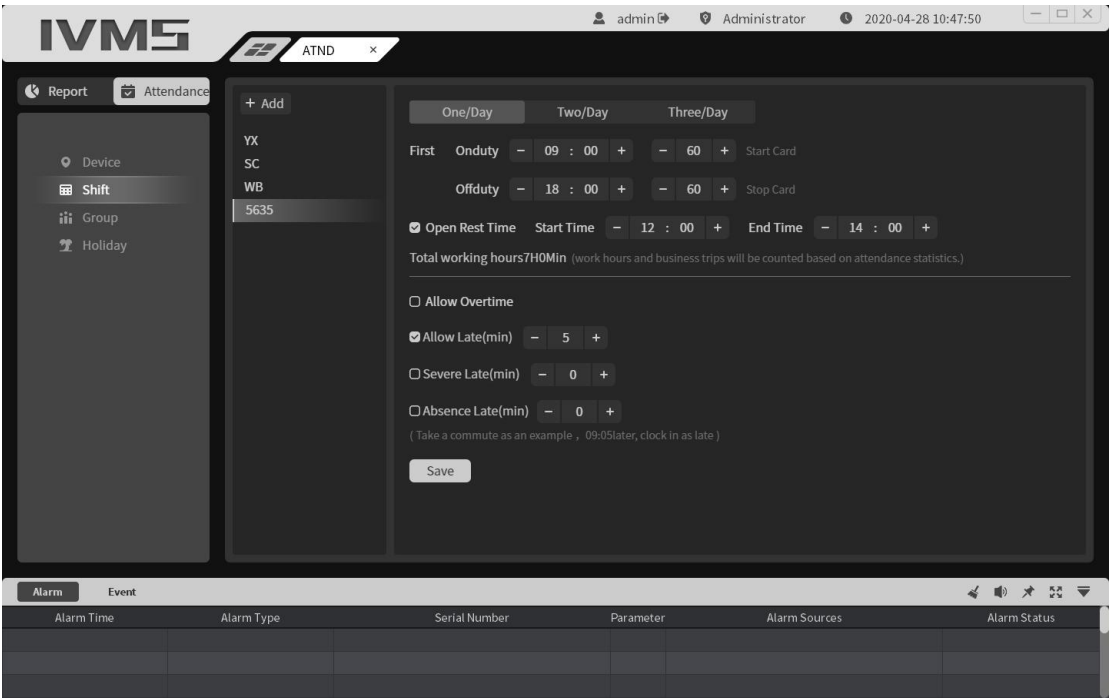 IVMS
admin
Administrator
2020-04-28 10:47:50
ATND ×
Report
Attendance
Device
Shift
Group
Holiday
+ Add
YX
SC
WB
5635
One/Day Two/Day Three/Day
First Onduty − 09 : 00 + − 60 + Start Card
Offduty − 18 : 00 + − 60 + Stop Card
Open Rest Time Start Time − 12 : 00 + End Time − 14 : 00 +
Total working hours7H0Min (work hours and business trips will be counted based on attendance statistics.)
Allow Overtime
Allow Late(min) − 5 +
Severe Late(min) − 0 +
Absence Late(min) − 0 +
( Take a commute as an example ，09:05later, clock in as late )
Save
Alarm Event
Alarm Time Alarm Type Serial Number Parameter Alarm Sources Alarm Status